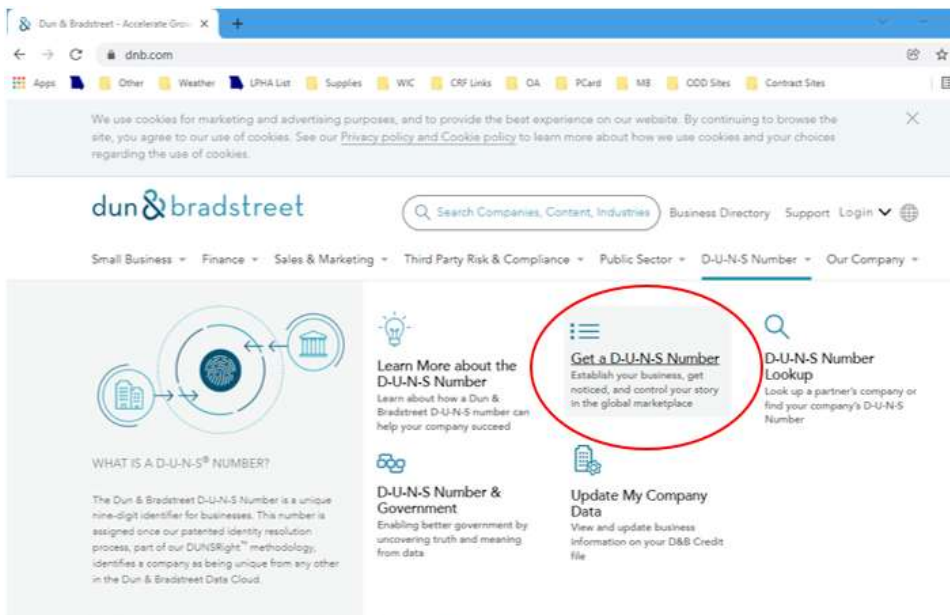 Dun & Bradstreet - Accelerate Grow
dnb.com
Apps Other Weather LPHA List Supplies WIC CRF Links OA PCard MB ODD Sites Contract Sites
We use cookies for marketing and advertising purposes, and to provide the best experience on our website. By continuing to browse the
site, you agree to our use of cookies. See our Privacy policy and Cookie policy to learn more about how we use cookies and your choices
regarding the use of cookies.
dun & bradstreet
Search Companies, Content, Industries
Business Directory Support Login
Small Business Finance Sales & Marketing Third Party Risk & Compliance Public Sector D-U-N-S Number Our Company
WHAT IS A D-U-N-S® NUMBER?
The Dun & Bradstreet D-U-N-S Number is a unique
nine-digit identifier for businesses. This number is
assigned once our patented identity resolution
process, part of our DUNSRight™ methodology,
identifies a company as being unique from any other
in the Dun & Bradstreet Data Cloud.
Learn More about the
D-U-N-S Number
Learn about how a Dun &
Bradstreet D-U-N-S number can
help your company succeed
Get a D-U-N-S Number
Establish your business, get
noticed, and control your story
in the global marketplace
D-U-N-S Number
Lookup
Look up a partner's company or
find your company's D-U-N-S
Number
D-U-N-S Number &
Government
Enabling better government by
uncovering truth and meaning
from data
Update My Company
Data
View and update business
information on your D&B Credit
file